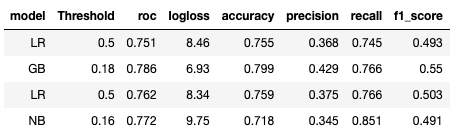 model Threshold roc logloss accuracy precision recall f1_score
LR 0.5 0.751 8.46 0.755 0.368 0.745 0.493
GB 0.18 0.786 6.93 0.799 0.429 0.766 0.55
LR 0.5 0.762 8.34 0.759 0.375 0.766 0.503
NB 0.16 0.772 9.75 0.718 0.345 0.851 0.491